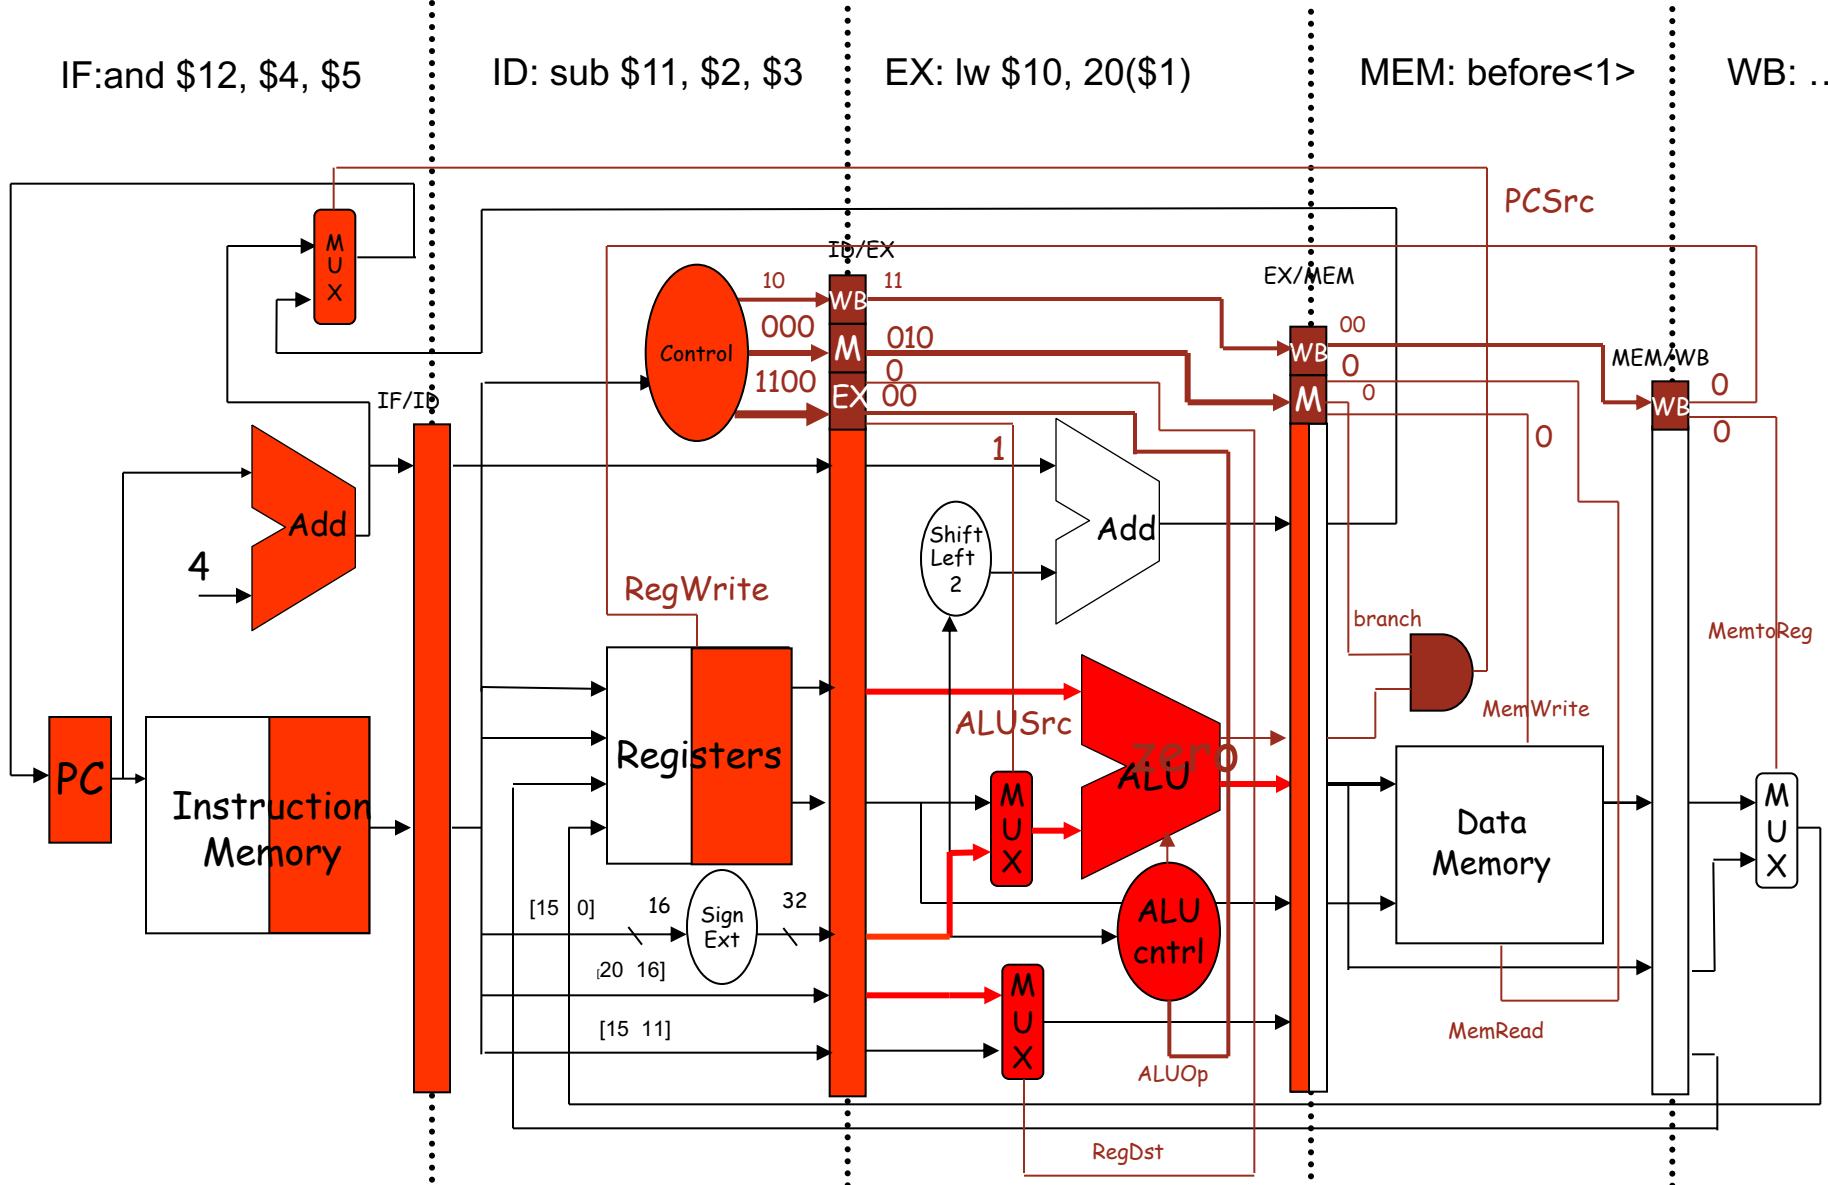 IF:and $12, $4, $5
ID: sub $11, $2, $3
EX: lw $10, 20($1)
MEM: before<1>
WB: ..
PCSrc
M
U
X
ID/EX
EX/MEM
MEM/WB
IF/ID
Control
10
000
1100
WB
M
EX
11
010
0
00
1
WB
M
00
0
0
0
WB
0
0
Add
4
Shift
Left
2
Add
RegWrite
branch
MemtoReg
MemWrite
ALUSrc
zero
ALU
PC
Instruction
Memory
Registers
M
U
X
Data
Memory
M
U
X
[15 0]
16
Sign
Ext
32
ALU
cntrl
[20 16]
[15 11]
M
U
X
MemRead
ALUOp
RegDst